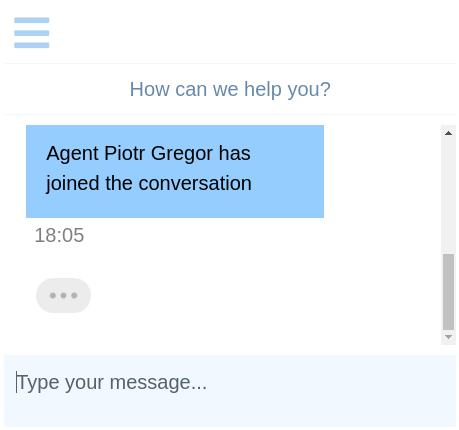 How can we help you?
Agent Piotr Gregor has
joined the conversation
18:05
Type your message...